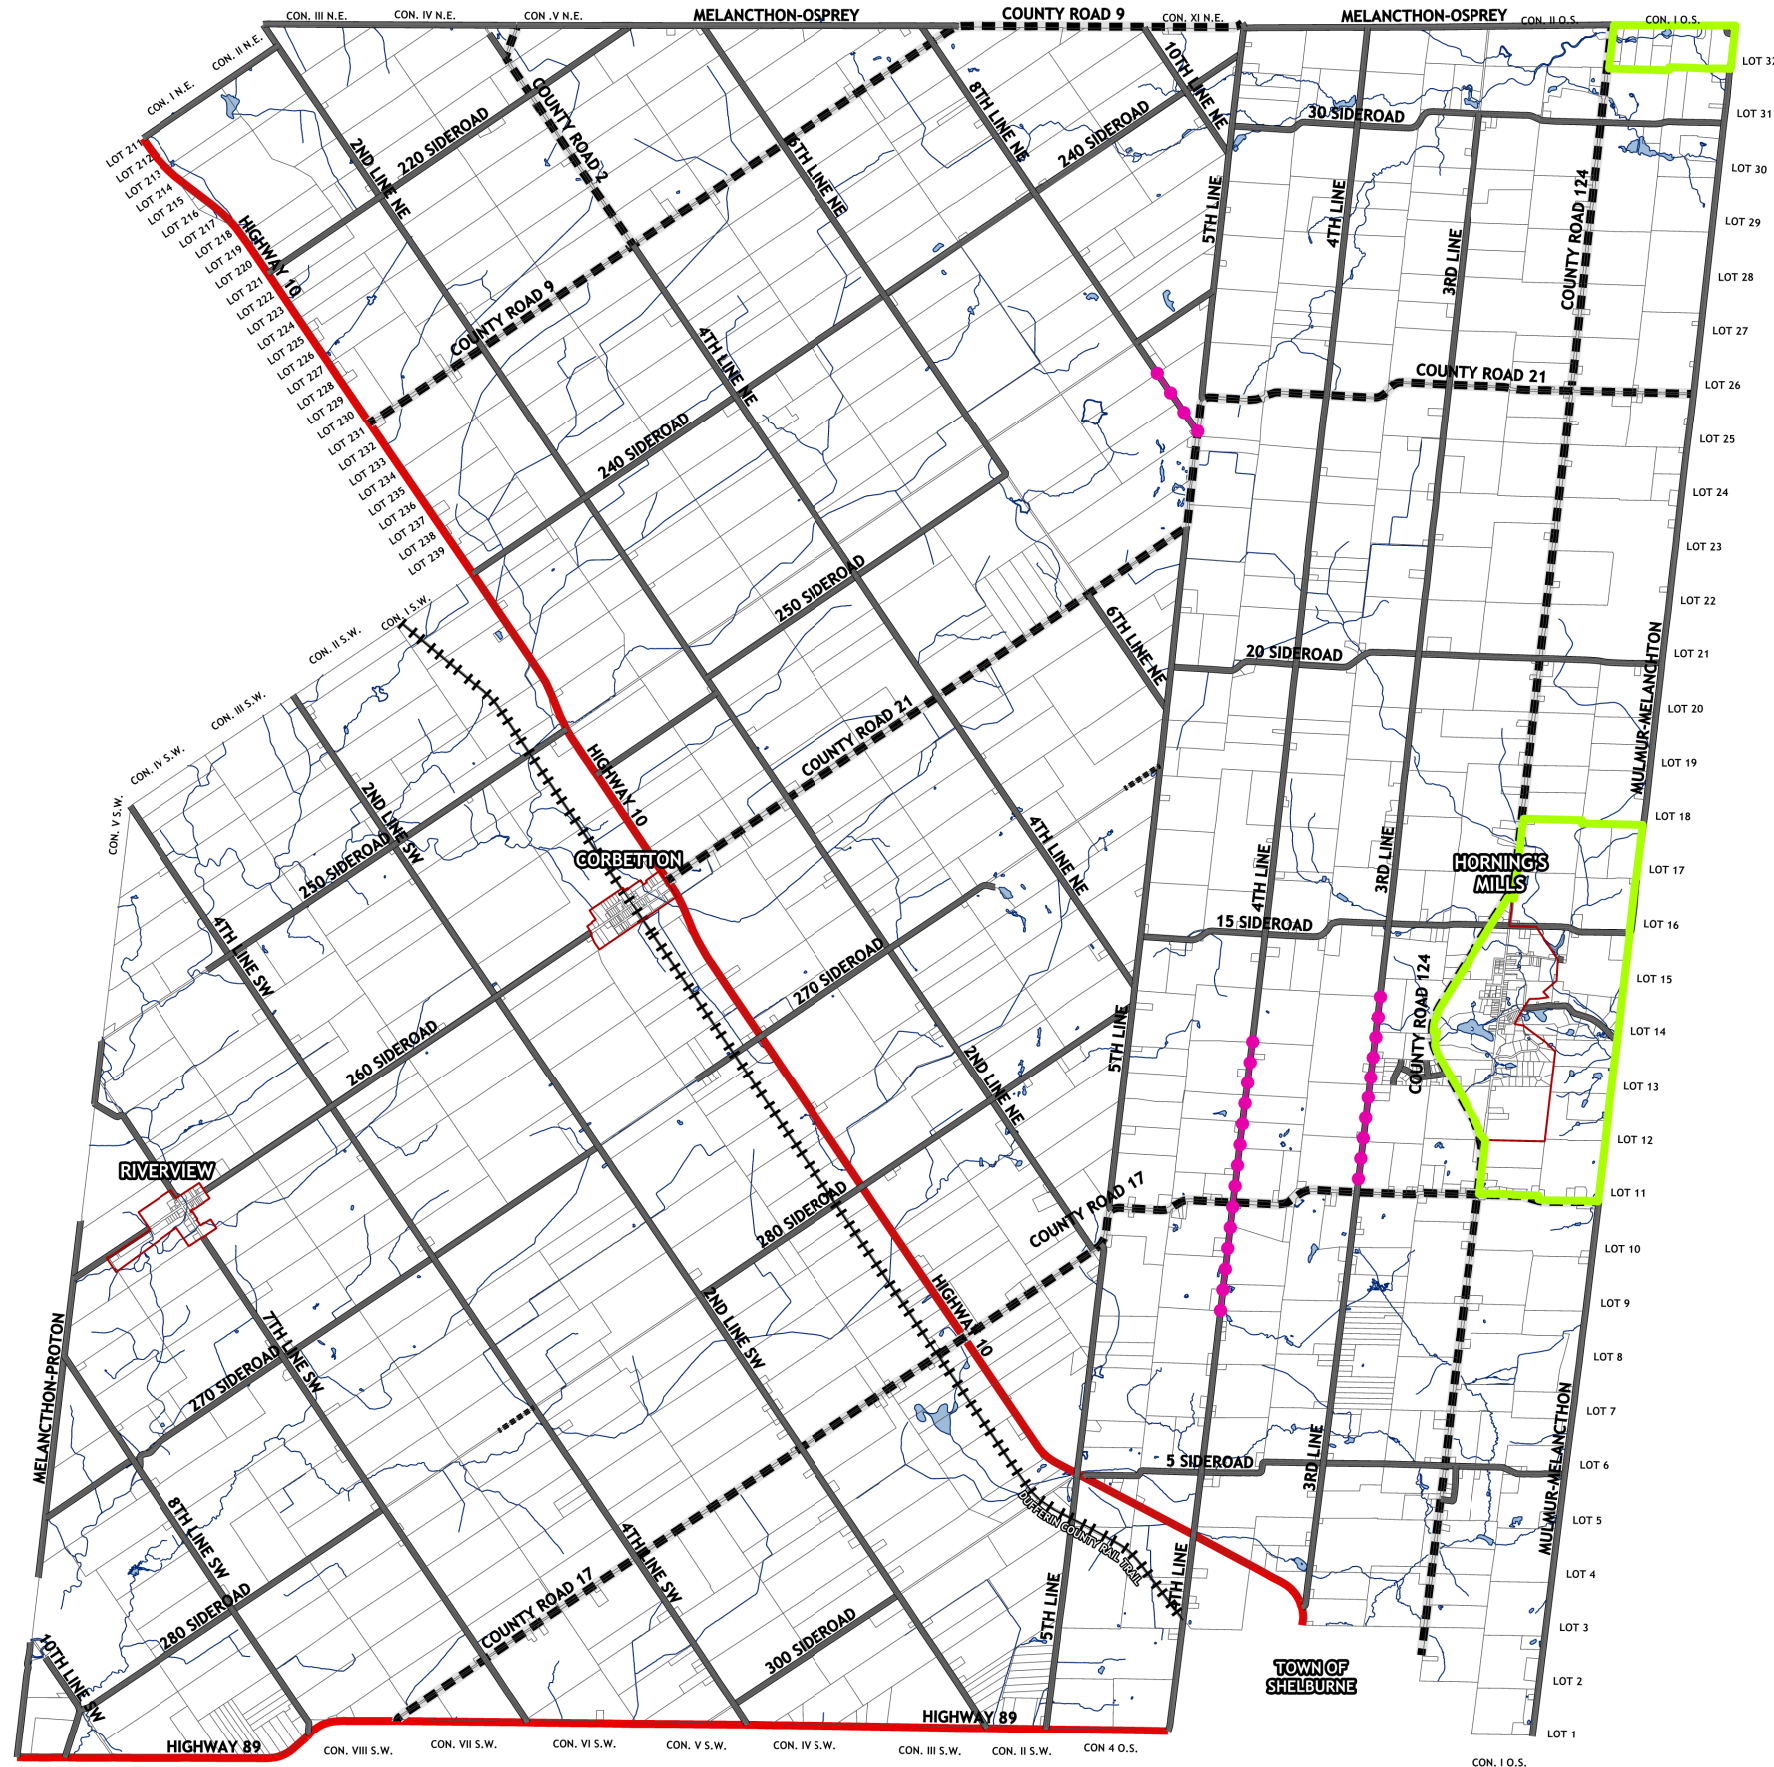 CON. III N.E.
CON. IV N.E.
CON. V N.E.
MELANCTHON-OSPREY
COUNTY ROAD 9
CON. XI N.E.
MELANCTHON-OSPREY
CON. II O.S.
CON. I O.S.
CON. II N.E.
CON. I N.E.
LOT 32
LOT 31
LOT 30
LOT 29
LOT 28
LOT 27
LOT 26
LOT 25
LOT 24
LOT 23
LOT 22
LOT 21
LOT 20
LOT 19
LOT 18
LOT 17
LOT 16
LOT 15
LOT 14
LOT 13
LOT 12
LOT 11
LOT 10
LOT 9
LOT 8
LOT 7
LOT 6
LOT 5
LOT 4
LOT 3
LOT 2
LOT 1
LOT 211
LOT 212
LOT 213
LOT 214
LOT 215
LOT 216
LOT 217
LOT 218
LOT 219
LOT 220
LOT 221
LOT 222
LOT 223
LOT 224
LOT 225
LOT 226
LOT 227
LOT 228
LOT 229
LOT 230
LOT 231
LOT 232
LOT 233
LOT 234
LOT 235
LOT 236
LOT 237
LOT 238
LOT 239
HIGHWAY 10
2ND LINE NE
220 SIDEROAD
COUNTY ROAD 2
COUNTY ROAD 9
6TH LINE NE
8TH LINE NE
10TH LINE NE
240 SIDEROAD
30 SIDEROAD
5TH LINE
4TH LINE
3RD LINE
COUNTY ROAD 124
4TH LINE NE
240 SIDEROAD
COUNTY ROAD 21
250 SIDEROAD
6TH LINE NE
20 SIDEROAD
MULMUR-MELANCHTON
CON. I S.W.
CON. II S.W.
CON. III S.W.
CON. IV S.W.
CON. V S.W.
HIGHWAY 10
COUNTY ROAD 21
2ND LINE SW
250 SIDEROAD
CORBETTON
4TH LINE NE
4TH LINE
3RD LINE
HORNING'S
MILLS
15 SIDEROAD
4TH LINE SW
270 SIDEROAD
COUNTY ROAD 124
260 SIDEROAD
5TH LINE
2ND LINE NE
RIVERVIEW
280 SIDEROAD
COUNTY ROAD 17
HIGHWAY 10
2ND LINE SW
MELANCTHON-PROTON
7TH LINE SW
270 SIDEROAD
5 SIDEROAD
3RD LINE
MULMUR-MELANCTHON
DUFFERIN COUNTY RAIL TRAIL
8TH LINE SW
4TH LINE SW
COUNTY ROAD 17
280 SIDEROAD
300 SIDEROAD
5TH LINE
4TH LINE
10TH LINE SW
TOWN OF
SHELBURNE
HIGHWAY 89
HIGHWAY 89
CON. VIII S.W.
CON. VII S.W.
CON. VI S.W.
CON. V S.W.
CON. IV S.W.
CON. III S.W.
CON. II S.W.
CON 4 O.S.
CON. I O.S.